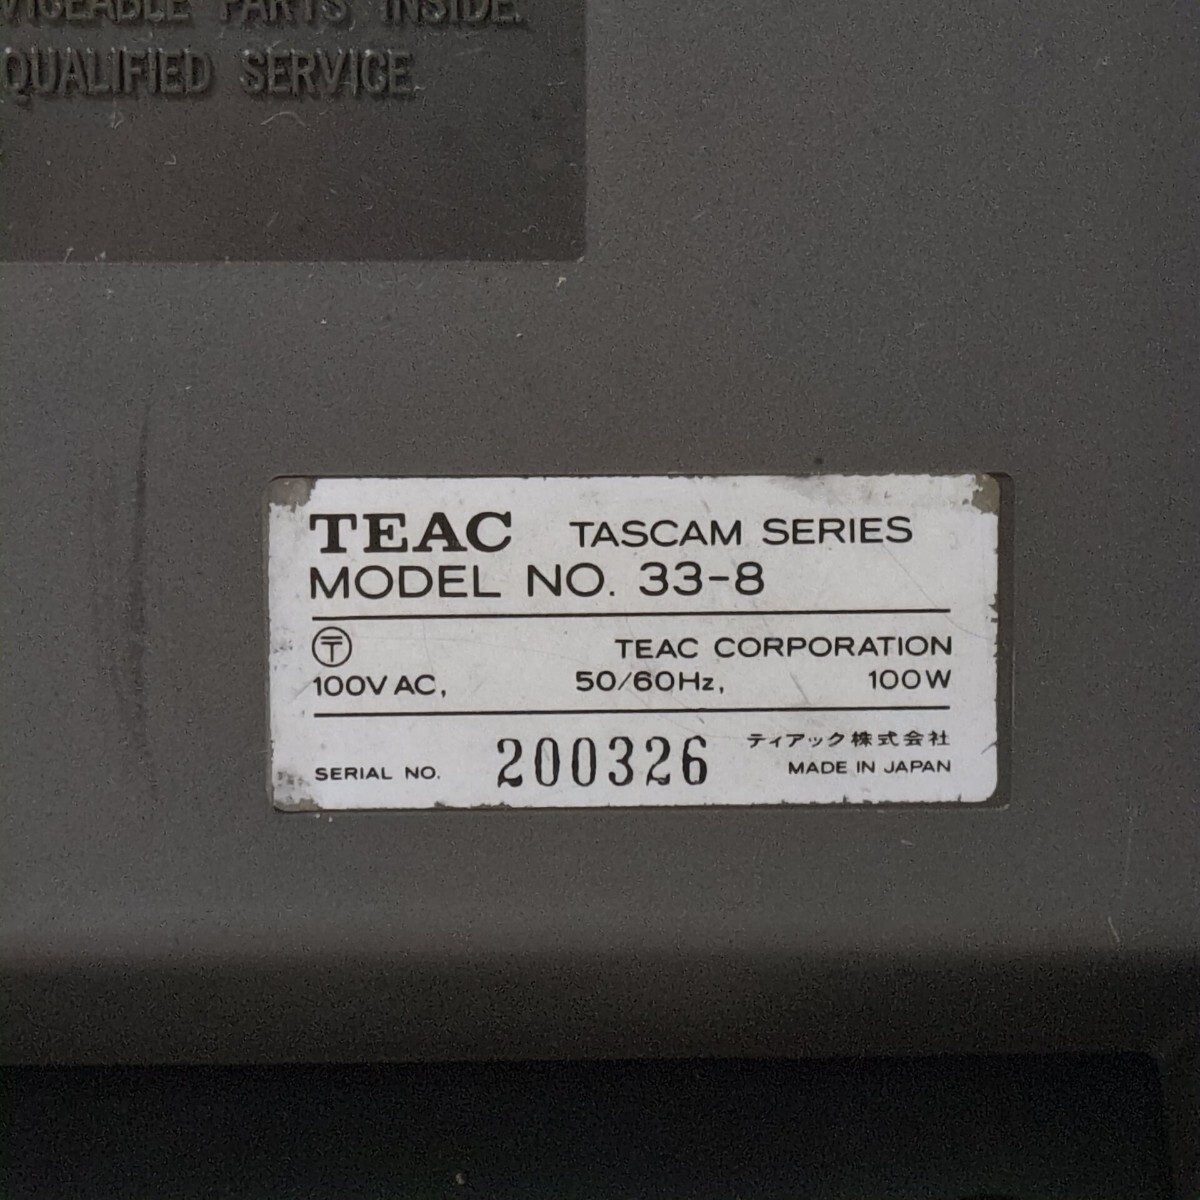 PARTS INSIDE.
QUALIFIED SERVICE.
TEAC TASCAM SERIES
MODEL NO. 33-8
〒 TEAC CORPORATION
100V AC, 50/60Hz, 100W
ティアック株式会社
SERIAL NO. 200326
MADE IN JAPAN